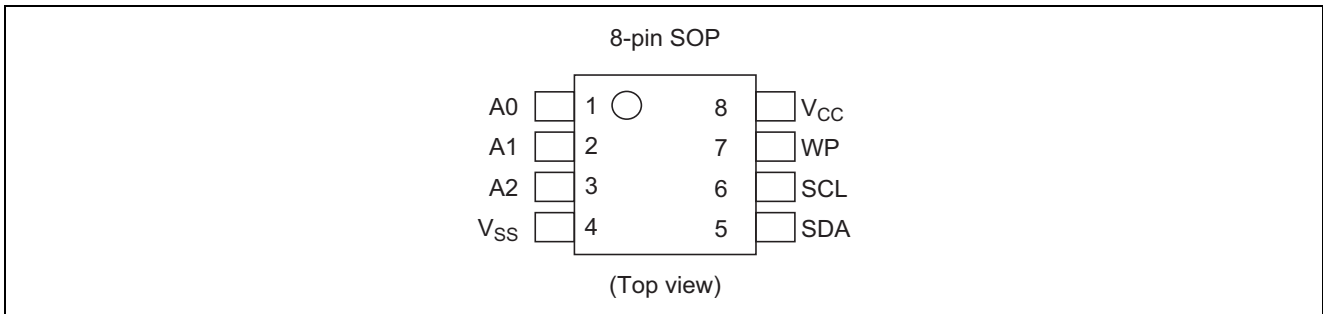 8-pin SOP
A0 1 8 VCC
A1 2 7 WP
A2 3 6 SCL
VSS 4 5 SDA
(Top view)